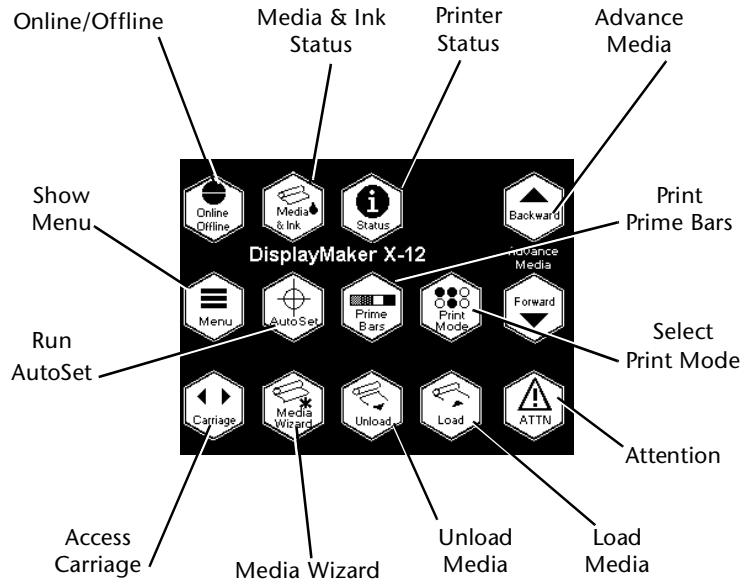 Online/Offline
Media & Ink
Status
Printer
Status
Advance
Media
Show
Menu
Print
Prime Bars
Online
Offline
Media
& Ink
Status
Backward
DisplayMaker X-12
Advance
Media
Menu
AutoSet
Prime
Bars
Print
Mode
Forward
Run
AutoSet
Select
Print Mode
Carriage
Media
Wizard
Unload
Load
ATTN
Attention
Access
Carriage
Media Wizard
Unload
Media
Load
Media